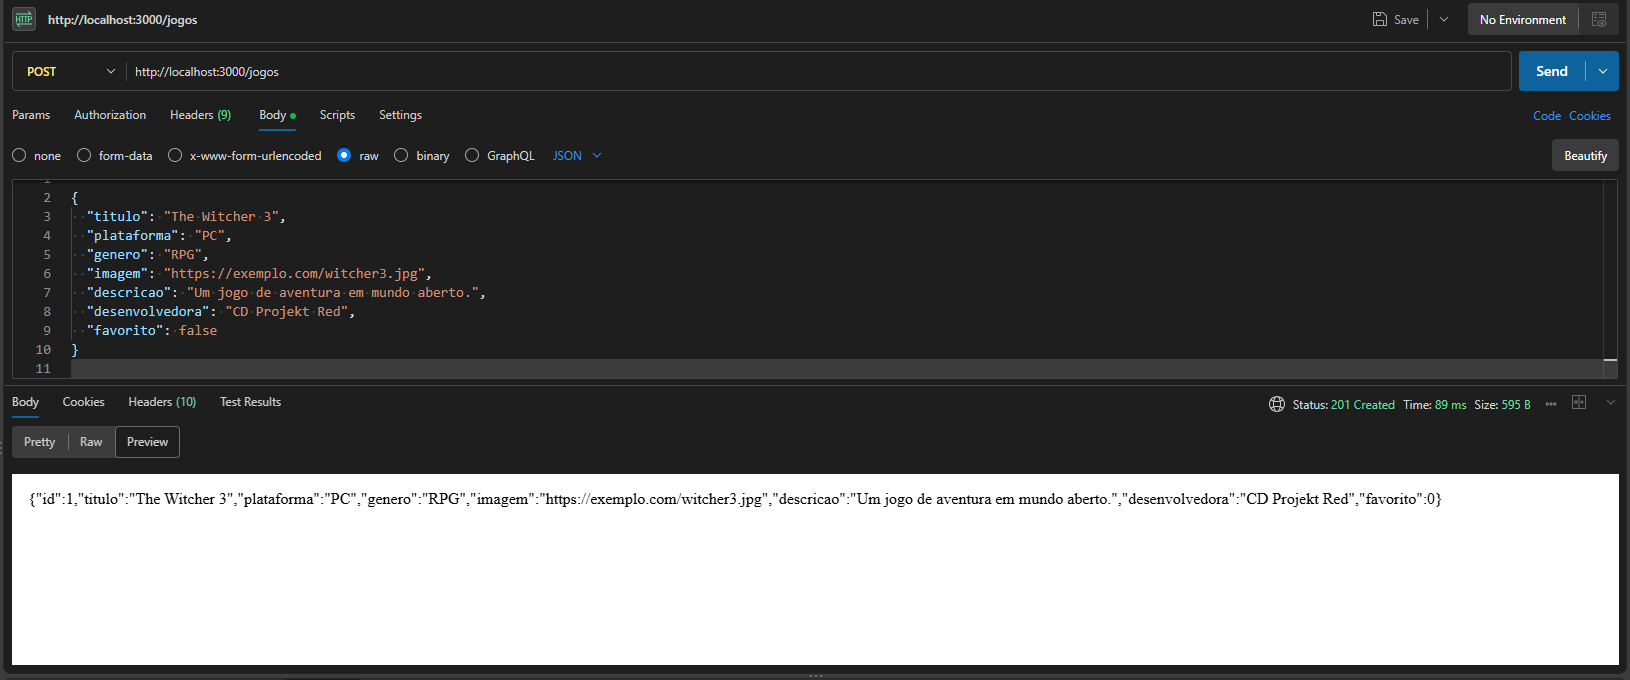 HTTP http://localhost:3000/jogos Save No Environment
POST http://localhost:3000/jogos Send
Params Authorization Headers (9) Body Scripts Settings Code Cookies
none form-data x-www-form-urlencoded raw binary GraphQL JSON Beautify
1
2 {
3 "titulo": "The Witcher 3",
4 "plataforma": "PC",
5 "genero": "RPG",
6 "imagem": "https://exemplo.com/witcher3.jpg",
7 "descricao": "Um jogo de aventura em mundo aberto.",
8 "desenvolvedora": "CD Projekt Red",
9 "favorito": false
10 }
11
Body Cookies Headers (10) Test Results Status: 201 Created Time: 89 ms Size: 595 B
Pretty Raw Preview
{"id":1,"titulo":"The Witcher 3","plataforma":"PC","genero":"RPG","imagem":"https://exemplo.com/witcher3.jpg","descricao":"Um jogo de aventura em mundo aberto.","desenvolvedora":"CD Projekt Red","favorito":0}